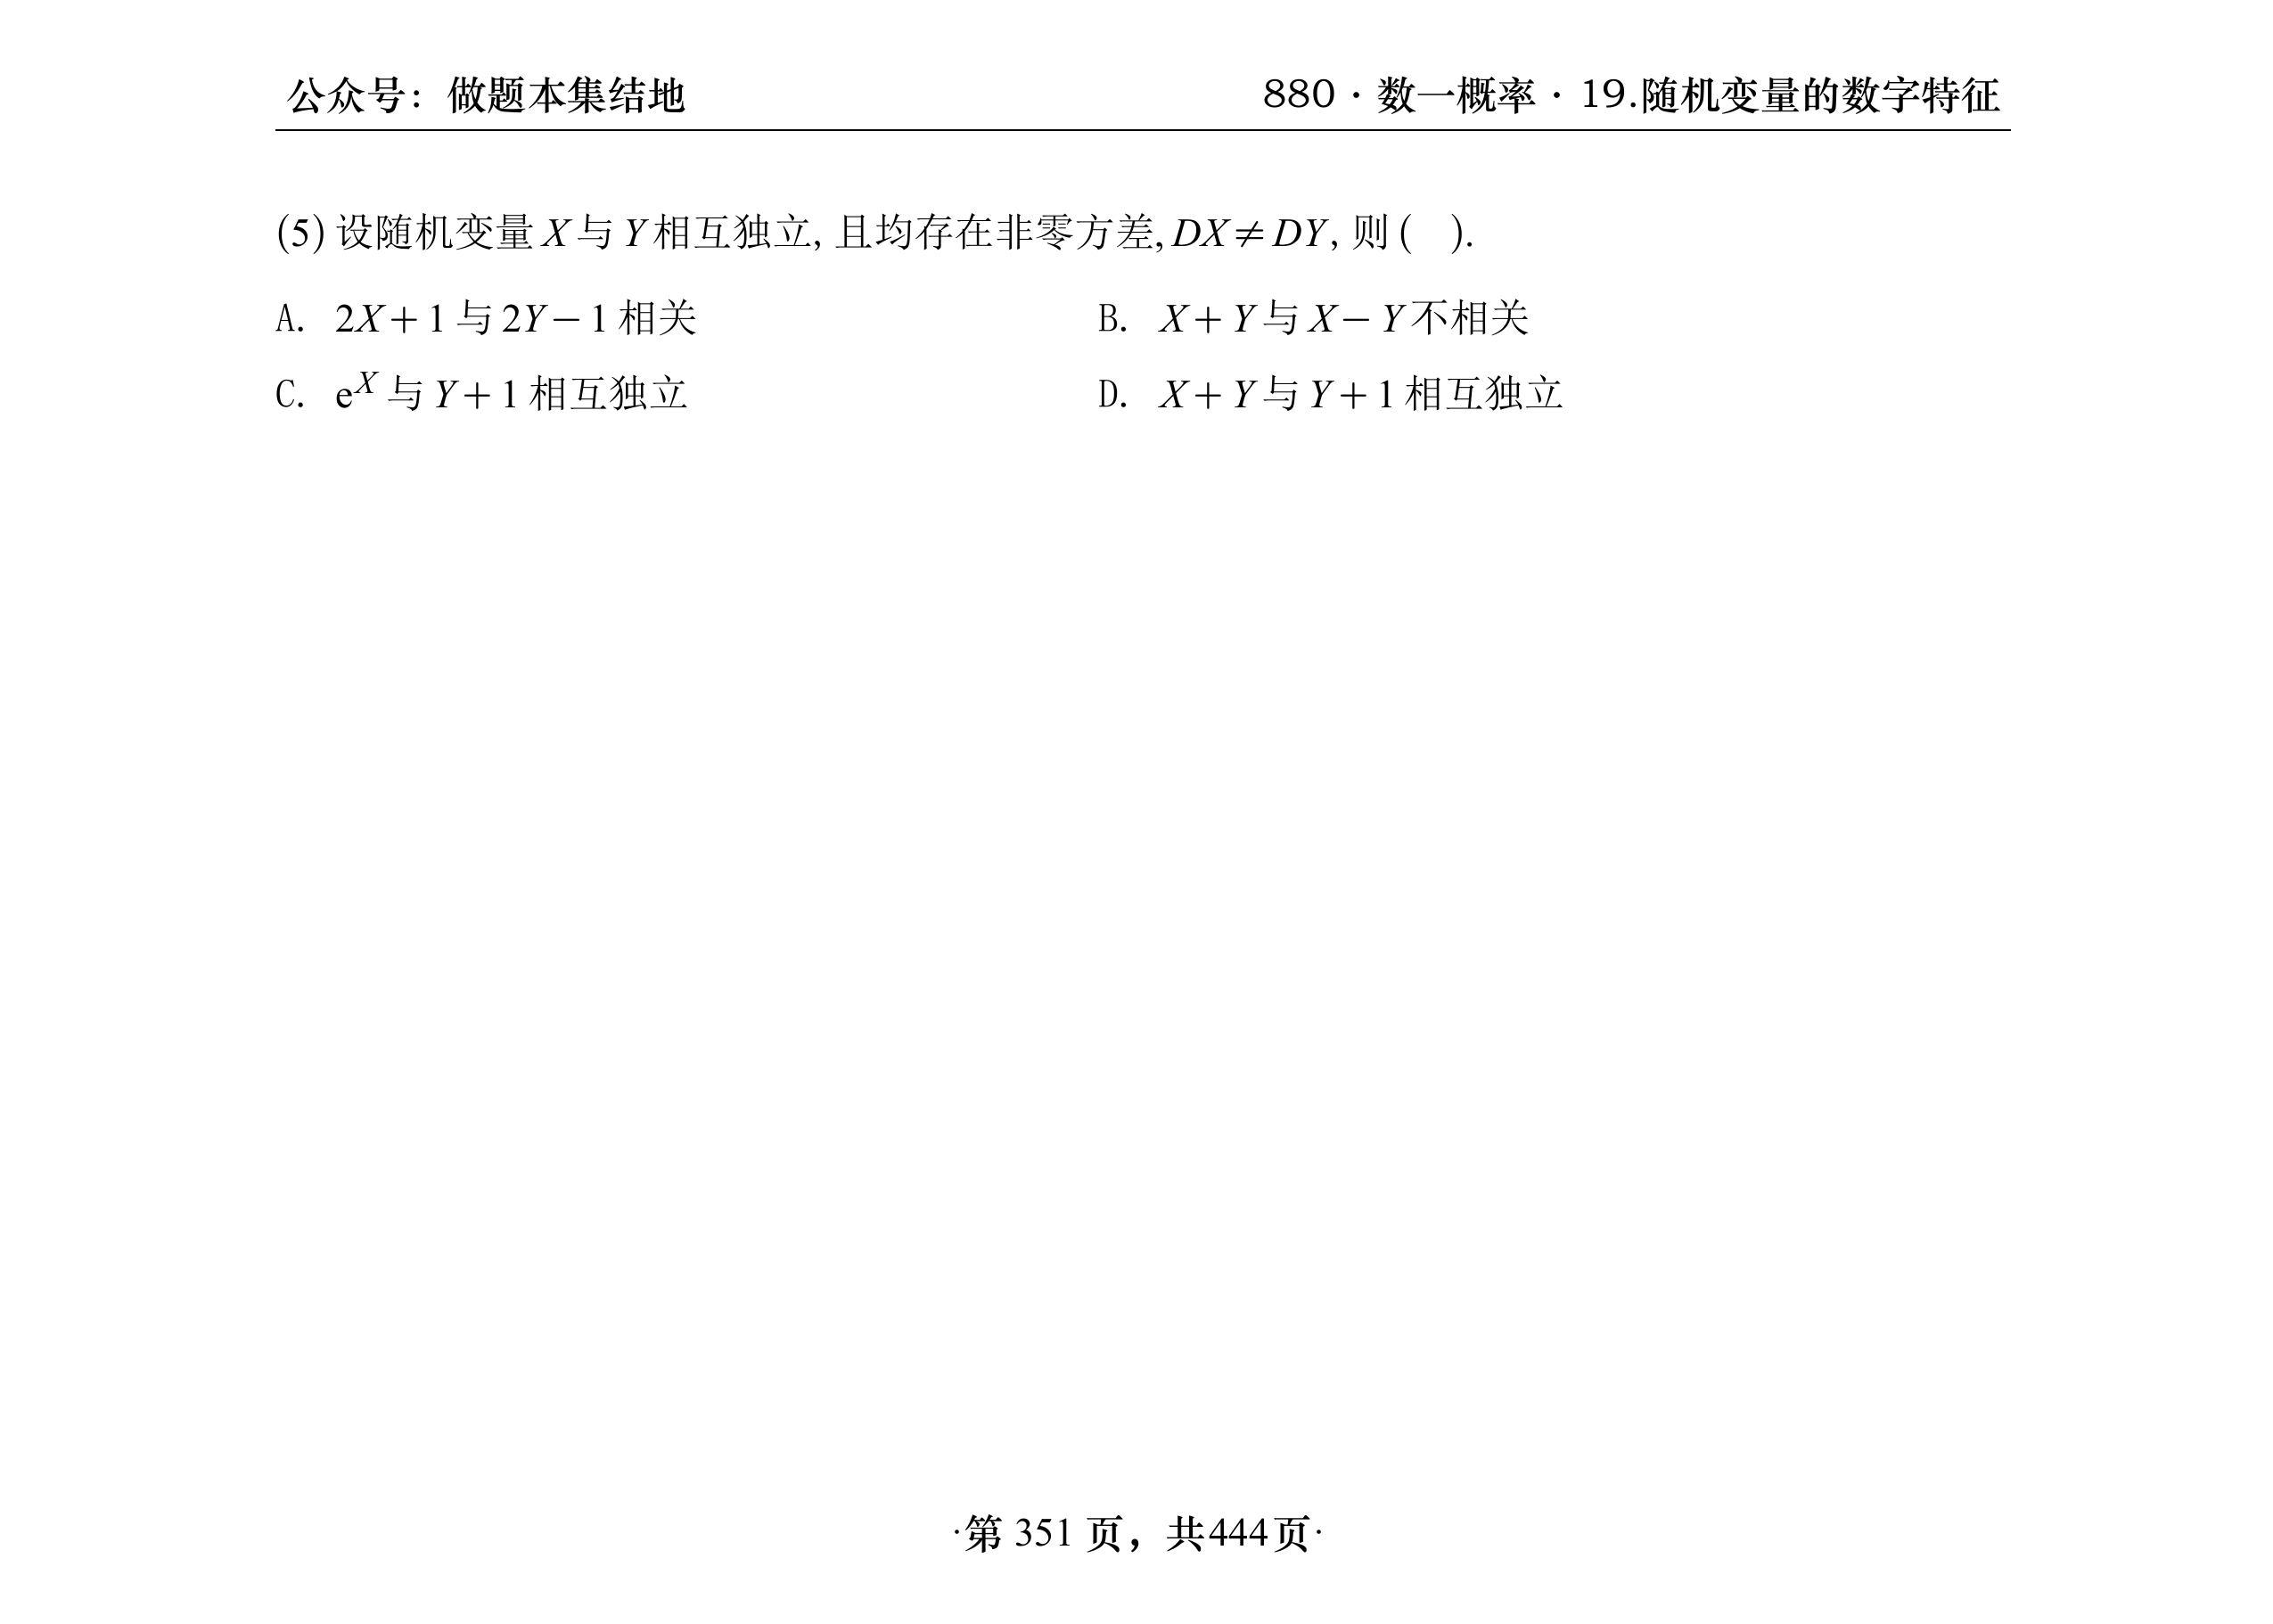 公众号：做题本集结地 880·数一概率·19.随机变量的数字特征
(5) 设随机变量 X 与 Y 相互独立, 且均存在非零方差, DX≠DY, 则 (  ).
A. 2X+1 与 2Y−1 相关 B. X+Y 与 X−Y 不相关
C. e^X 与 Y+1 相互独立 D. X+Y 与 Y+1 相互独立
·第 351 页，共444页·